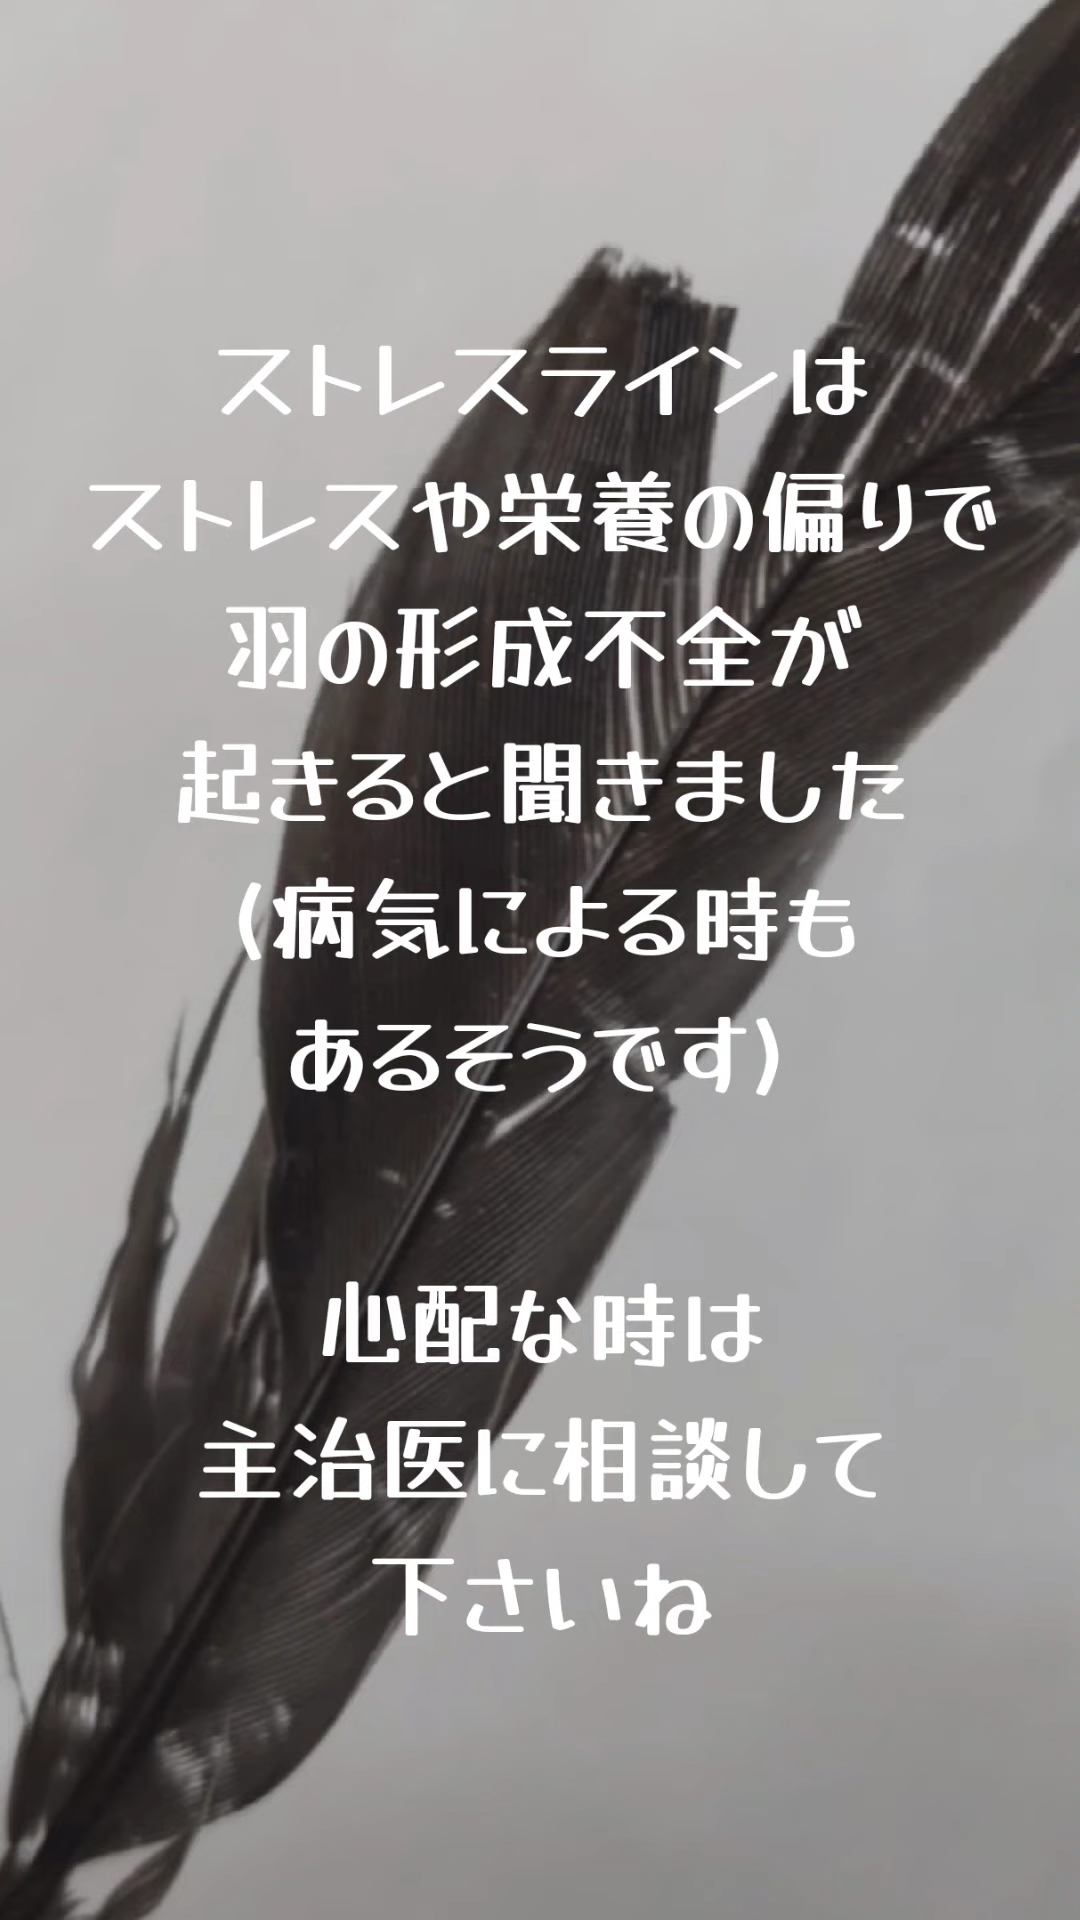 ストレスラインは
ストレスや栄養の偏りで
羽の形成不全が
起きると聞きました
(病気による時も
あるそうです)
心配な時は
主治医に相談して
下さいね